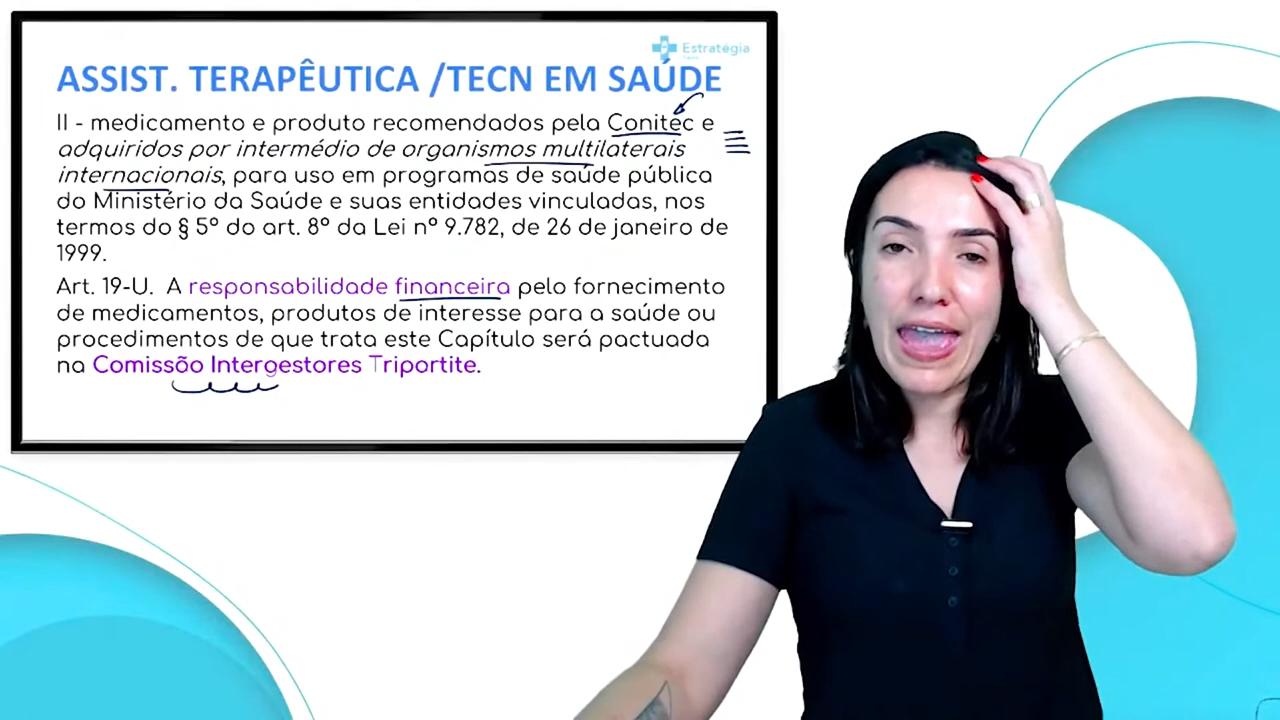 Estratégia
ASSIST. TERAPÊUTICA /TECN EM SAÚDE
II - medicamento e produto recomendados pela Conitec e
adquiridos por intermédio de organismos multilaterais
internacionais, para uso em programas de saúde pública
do Ministério da Saúde e suas entidades vinculadas, nos
termos do § 5º do art. 8º da Lei nº 9.782, de 26 de janeiro de
1999.
Art. 19-U. A responsabilidade financeira pelo fornecimento
de medicamentos, produtos de interesse para a saúde ou
procedimentos de que trata este Capítulo será pactuada
na Comissão Intergestores Tripartite.